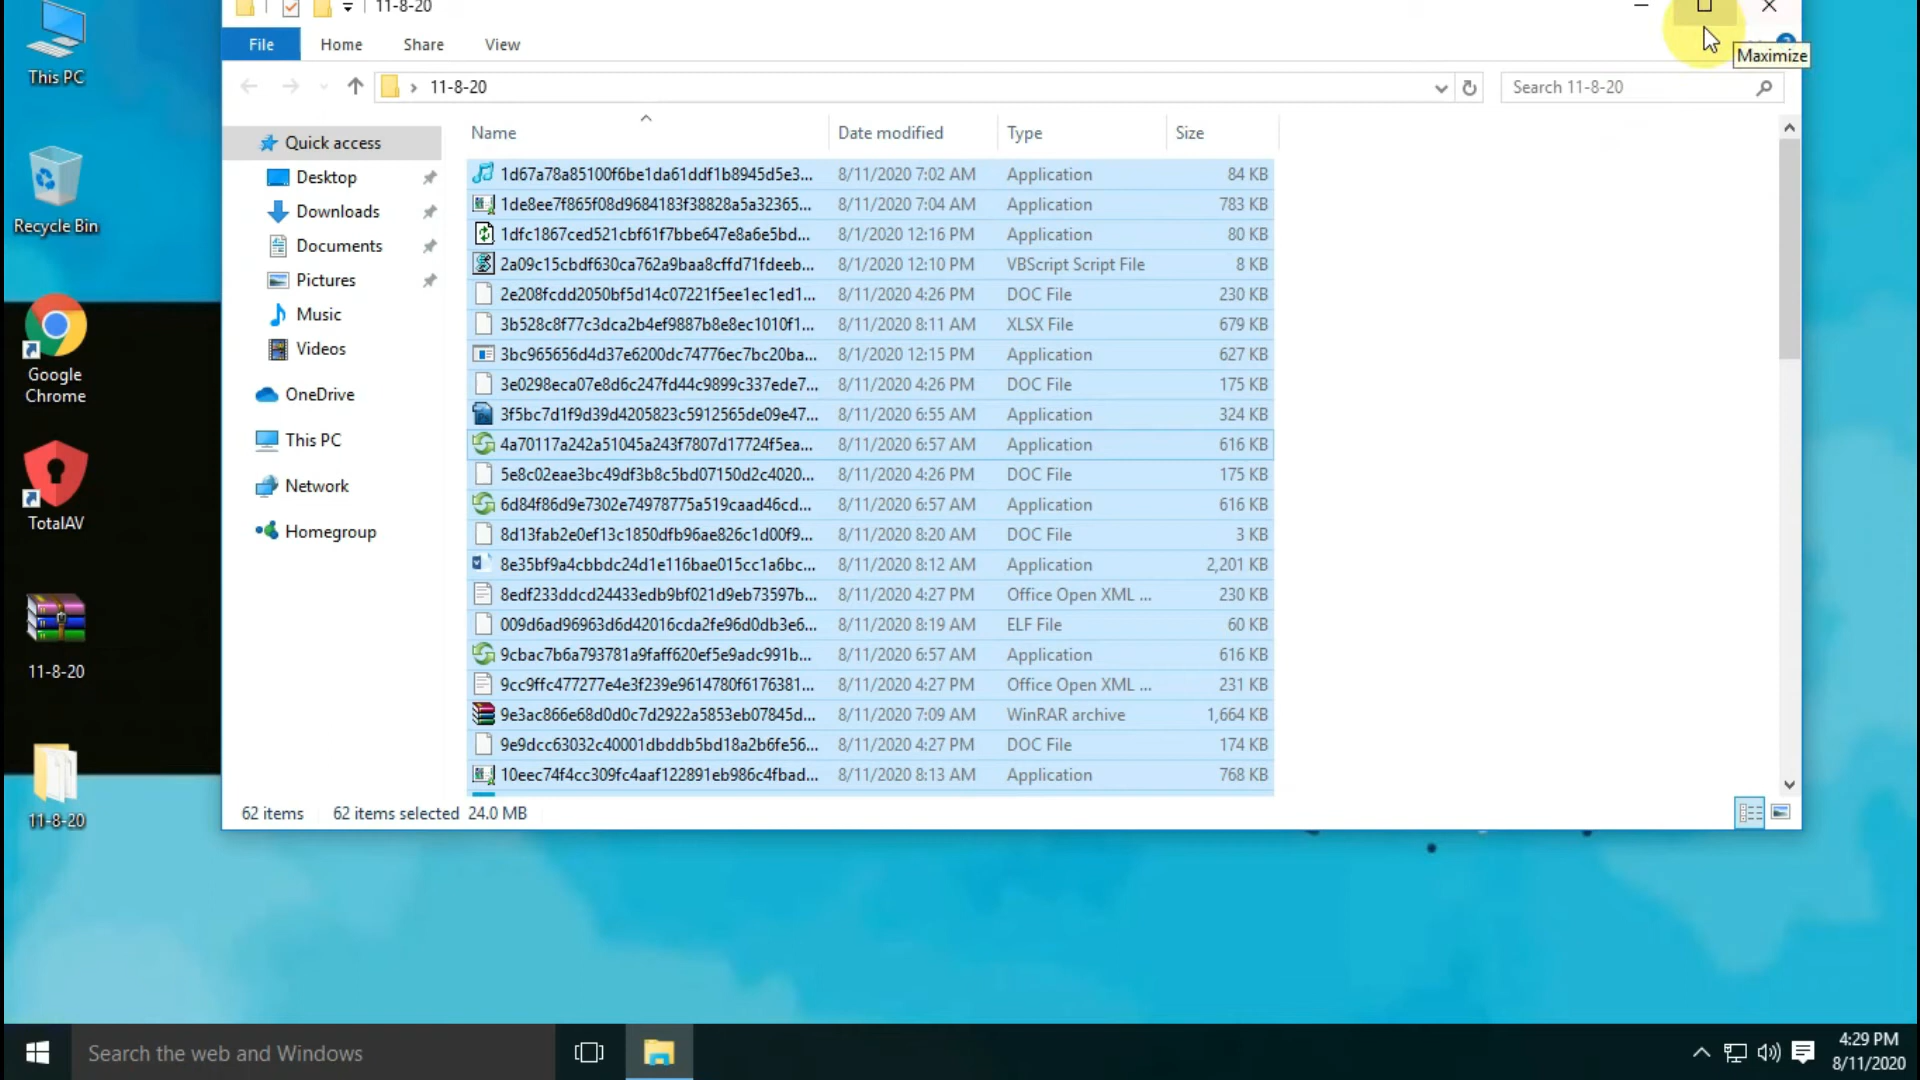 11-8-20
File Home Share View
Maximize
11-8-20
Search 11-8-20
Name Date modified Type Size
Quick access
Desktop
Downloads
Documents
Pictures
Music
Videos
OneDrive
This PC
Network
Homegroup
1d67a78a85100f6be1da61ddf1b8945d5e3... 8/11/2020 7:02 AM Application 84 KB
1de8ee7f865f08d9684183f38828a5a32365... 8/11/2020 7:04 AM Application 783 KB
1dfc1867ced521cbf61f7bbe647e8a6e5bd... 8/1/2020 12:16 PM Application 80 KB
2a09c15cbdf630ca762a9baa8cffd71fdeeb... 8/1/2020 12:10 PM VBScript Script File 8 KB
2e208fcdd2050bf5d14c07221f5ee1ec1ed1... 8/11/2020 4:26 PM DOC File 230 KB
3b528c8f77c3dca2b4ef9887b8e8ec1010f1... 8/11/2020 8:11 AM XLSX File 679 KB
3bc965656d4d37e6200dc74776ec7bc20ba... 8/1/2020 12:15 PM Application 627 KB
3e0298eca07e8d6c247fd44c9899c337ede7... 8/11/2020 4:26 PM DOC File 175 KB
3f5bc7d1f9d39d4205823c5912565de09e47... 8/11/2020 6:55 AM Application 324 KB
4a70117a242a51045a243f7807d17724f5ea... 8/11/2020 6:57 AM Application 616 KB
5e8c02eae3bc49df3b8c5bd07150d2c4020... 8/11/2020 4:26 PM DOC File 175 KB
6d84f86d9e7302e74978775a519caad46cd... 8/11/2020 6:57 AM Application 616 KB
8d13fab2e0ef13c1850dfb96ae826c1d00f9... 8/11/2020 8:20 AM DOC File 3 KB
8e35bf9a4cbbdc24d1e116bae015cc1a6bc... 8/11/2020 8:12 AM Application 2,201 KB
8edf233ddcd24433edb9bf021d9eb73597b... 8/11/2020 4:27 PM Office Open XML ... 230 KB
009d6ad96963d6d42016cda2fe96d0db3e6... 8/11/2020 8:19 AM ELF File 60 KB
9cbac7b6a793781a9faff620ef5e9adc991b... 8/11/2020 6:57 AM Application 616 KB
9cc9ffc477277e4e3f239e9614780f6176381... 8/11/2020 4:27 PM Office Open XML ... 231 KB
9e3ac866e68d0d0c7d2922a5853eb07845d... 8/11/2020 7:09 AM WinRAR archive 1,664 KB
9e9dcc63032c40001dbddb5bd18a2b6fe56... 8/11/2020 4:27 PM DOC File 174 KB
10eec74f4cc309fc4aaf122891eb986c4fbad... 8/11/2020 8:13 AM Application 768 KB
62 items 62 items selected 24.0 MB
This PC
Recycle Bin
Google
Chrome
TotalAV
11-8-20
11-8-20
Search the web and Windows
4:29 PM
8/11/2020